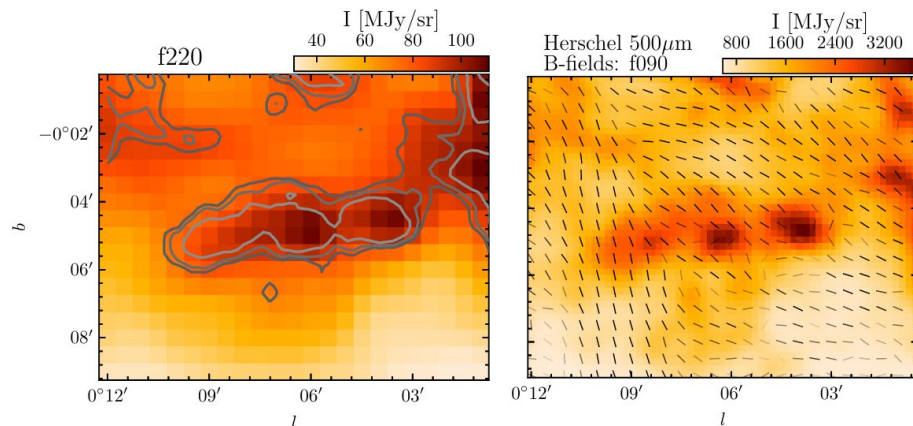 I [MJy/sr]
f220
40 60 80 100
−0°02′
04′
06′
08′
b
0°12′ 09′ 06′ 03′
l
I [MJy/sr]
Herschel 500μm
B-fields: f090
800 1600 2400 3200
0°12′ 09′ 06′ 03′
l